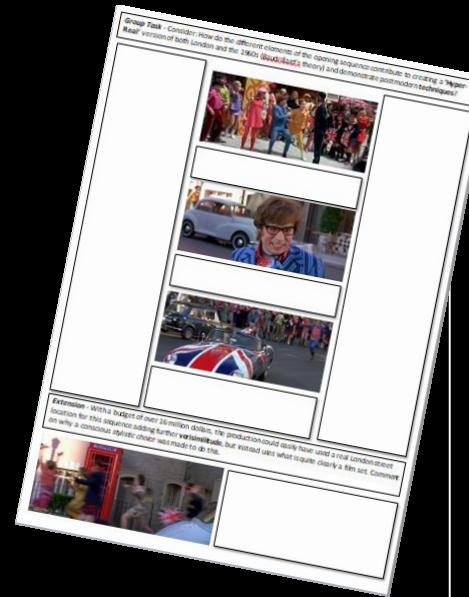 Group Task - Consider: How do the different elements of the opening sequence contribute to creating a 'Hyper-
Real' version of both London and the 1960s (Baudrillard's theory) and demonstrate postmodern techniques?
Extension - With a budget of over 16 million dollars, the production could easily have used a real London street
location for this sequence adding further verisimilitude, but instead uses what is quite clearly a film set. Comment
on why a conscious stylistic choice was made to do this.